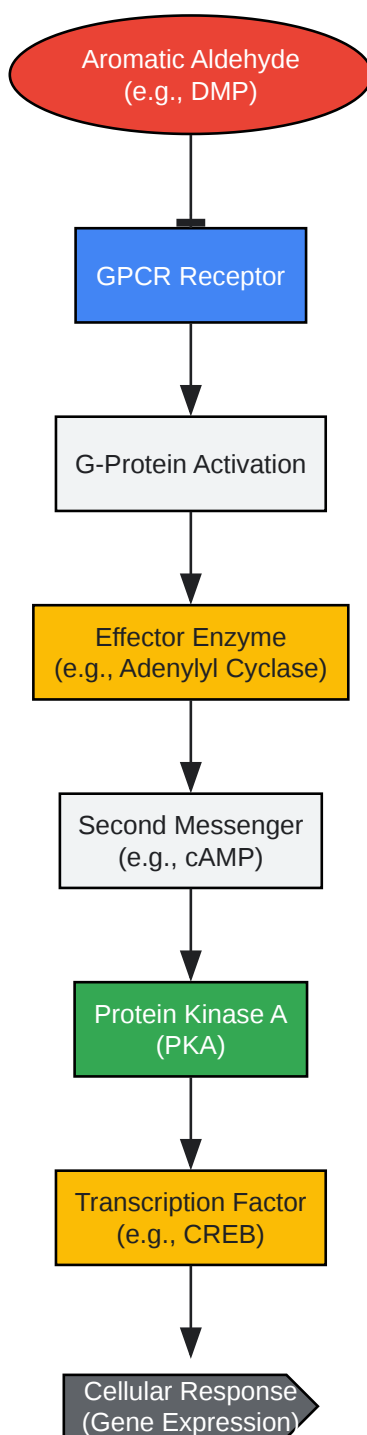 Aromatic Aldehyde
(e.g., DMP)
GPCR Receptor
G-Protein Activation
Effector Enzyme
(e.g., Adenylyl Cyclase)
Second Messenger
(e.g., cAMP)
Protein Kinase A
(PKA)
Transcription Factor
(e.g., CREB)
Cellular Response
(Gene Expression)